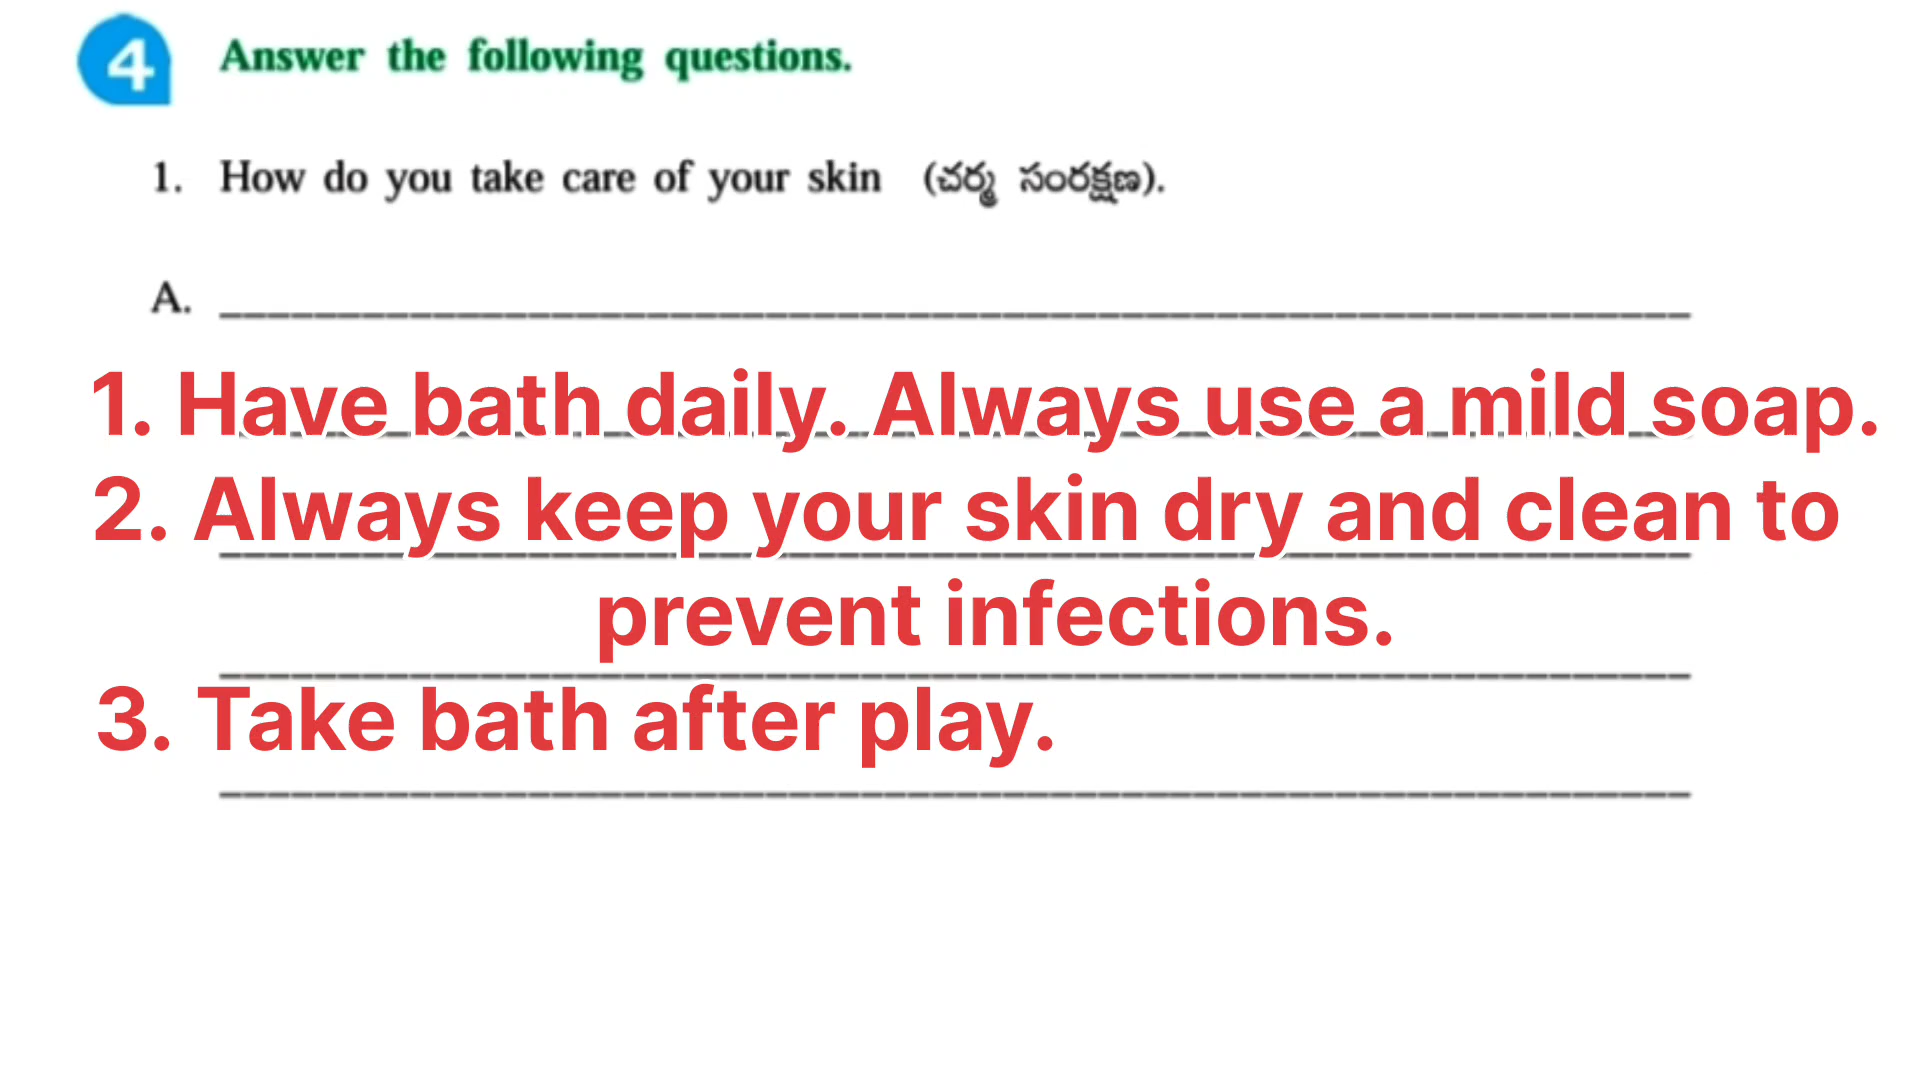 4 Answer the following questions.
1. How do you take care of your skin (చర్మ సంరక్షణ).
A. ____________________
1. Have bath daily. Always use a mild soap.
2. Always keep your skin dry and clean to
prevent infections.
3. Take bath after play.